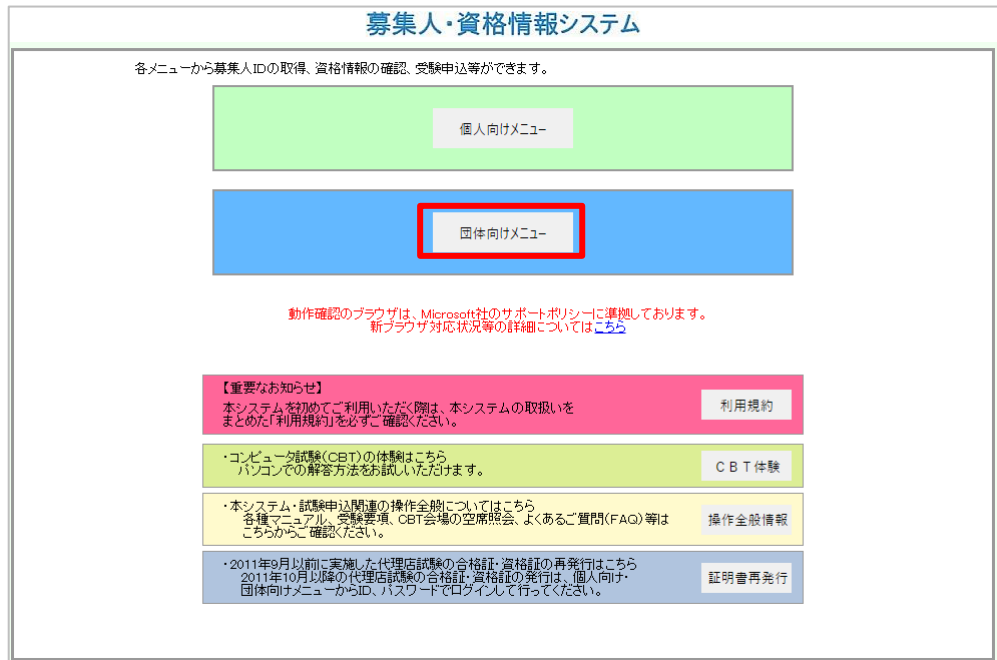 募集人・資格情報システム
各メニューから募集人IDの取得、資格情報の確認、受験申込等ができます。
個人向けメニュー
団体向けメニュー
動作確認のブラウザは、Microsoft社のサポートポリシーに準拠しております。
新ブラウザ対応状況等の詳細についてはこちら
【重要なお知らせ】
本システムを初めてご利用いただく際は、本システムの取扱いを
まとめた「利用規約」を必ずご確認ください。
利用規約
・コンピュータ試験(CBT)の体験はこちら
パソコンでの解答方法をお試しいただけます。
CBT体験
・本システム・試験申込関連の操作全般についてはこちら
各種マニュアル、受験要項、CBT会場の空席照会、よくあるご質問(FAQ)等は
こちらからご確認ください。
操作全般情報
・2011年9月以前に実施した代理店試験の合格証・資格証の再発行はこちら
2011年10月以降の代理店試験の合格証・資格証の発行は、個人向け・
団体向けメニューからID、パスワードでログインして行ってください。
証明書再発行